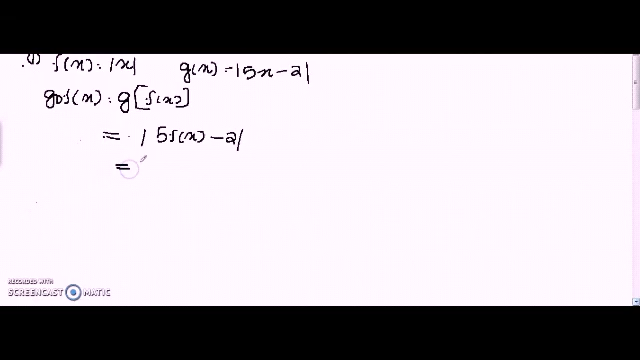 (i) f(x) = |x| g(x) = |5x - 2|
gof(x) = g[f(x)]
= | 5f(x) - 2|
=
RECORDED WITH
SCREENCAST MATIC